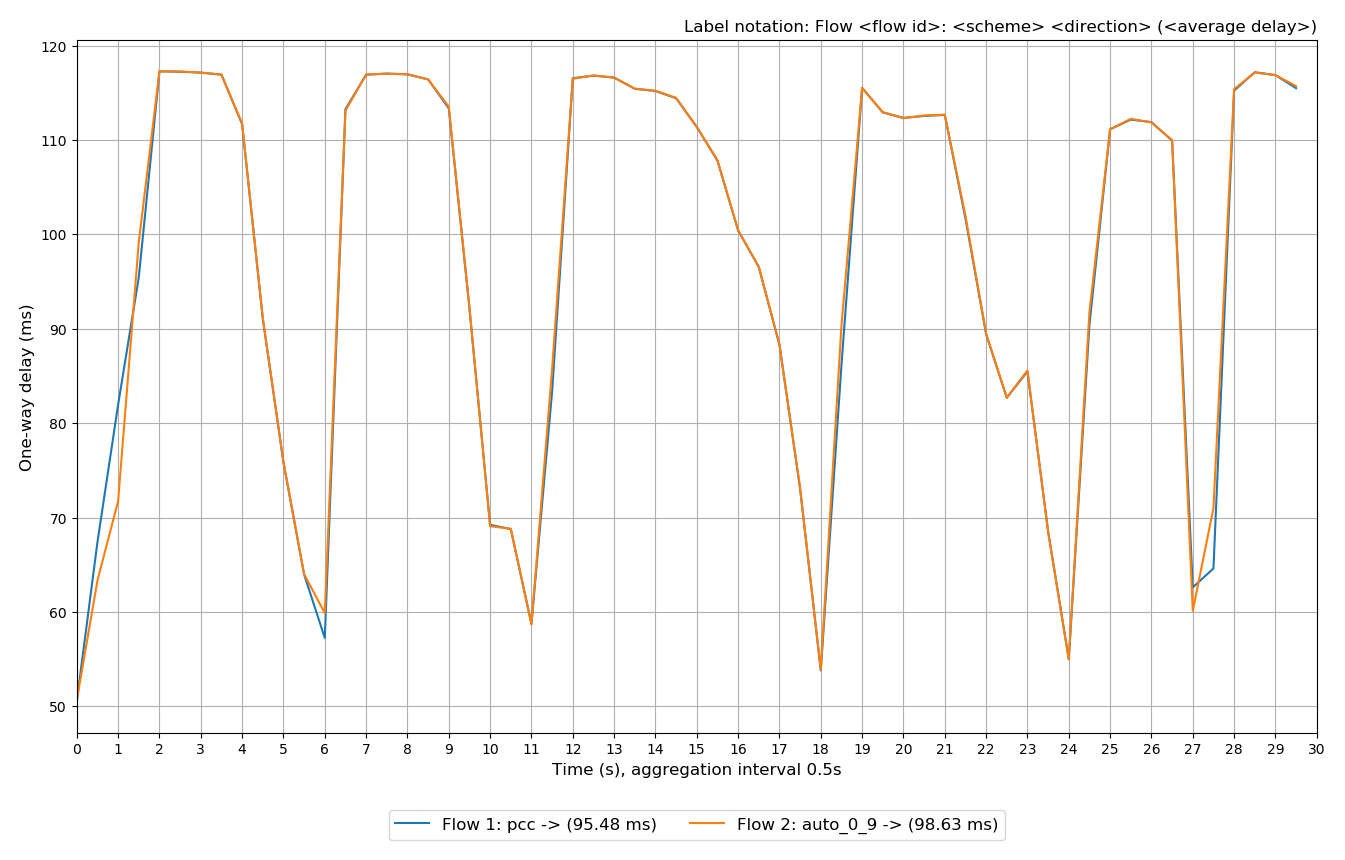 Label notation: Flow <flow id>: <scheme> <direction> (<average delay>)
120
110
100
90
80
70
60
50
One-way delay (ms)
0 1 2 3 4 5 6 7 8 9 10 11 12 13 14 15 16 17 18 19 20 21 22 23 24 25 26 27 28 29 30
Time (s), aggregation interval 0.5s
Flow 1: pcc -> (95.48 ms) Flow 2: auto_0_9 -> (98.63 ms)